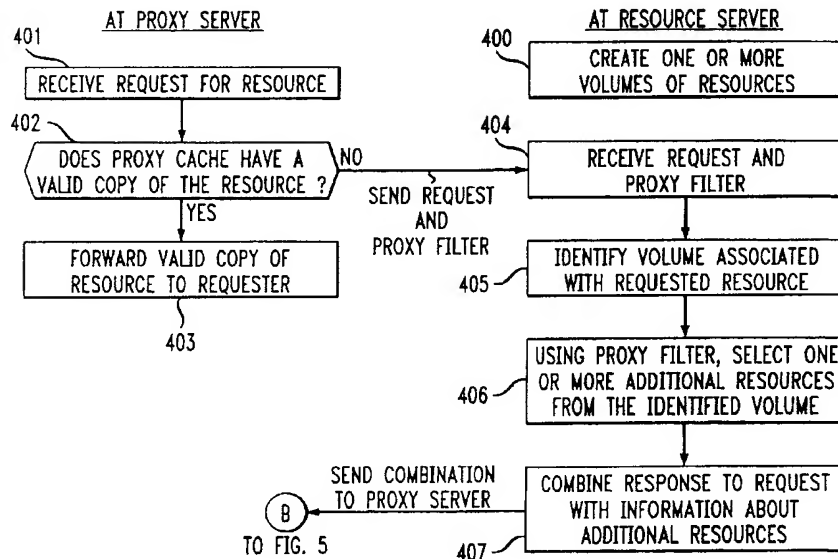 AT PROXY SERVER
401
RECEIVE REQUEST FOR RESOURCE
402
DOES PROXY CACHE HAVE A
VALID COPY OF THE RESOURCE ?
NO
YES
SEND REQUEST
AND
PROXY FILTER
FORWARD VALID COPY OF
RESOURCE TO REQUESTER
403
AT RESOURCE SERVER
400
CREATE ONE OR MORE
VOLUMES OF RESOURCES
404
RECEIVE REQUEST AND
PROXY FILTER
IDENTIFY VOLUME ASSOCIATED
WITH REQUESTED RESOURCE
405
USING PROXY FILTER, SELECT ONE
OR MORE ADDITIONAL RESOURCES
FROM THE IDENTIFIED VOLUME
406
COMBINE RESPONSE TO REQUEST
WITH INFORMATION ABOUT
ADDITIONAL RESOURCES
407
SEND COMBINATION
TO PROXY SERVER
B
TO FIG. 5